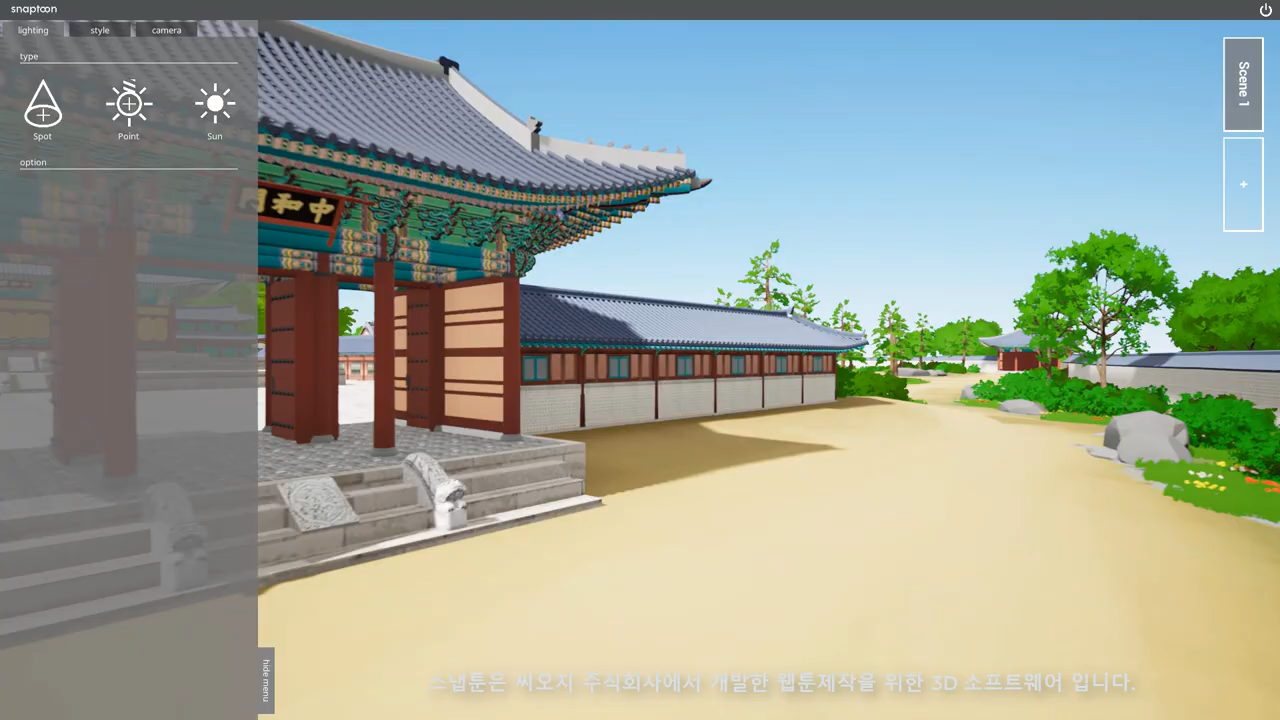 snaptoon
lighting style camera
type
Spot Point Sun
option
中和
Scene 1
+
hide menu
스냅툰은 씨오지 주식회사에서 개발한 웹툰제작을 위한 3D 소프트웨어 입니다.